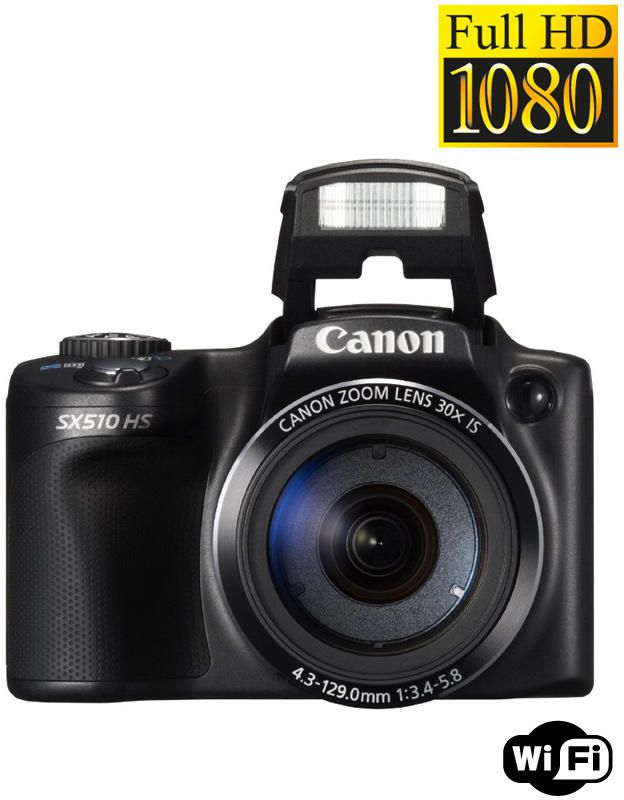 Full HD
1080
Canon
SX510 HS
CANON ZOOM LENS 30X IS
4.3-129.0mm 1:3.4-5.8
Wi Fi